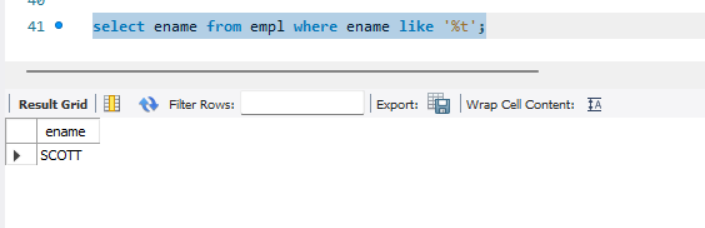 40
41 select ename from empl where ename like '%t';
Result Grid Filter Rows: Export: Wrap Cell Content: IA
ename
SCOTT